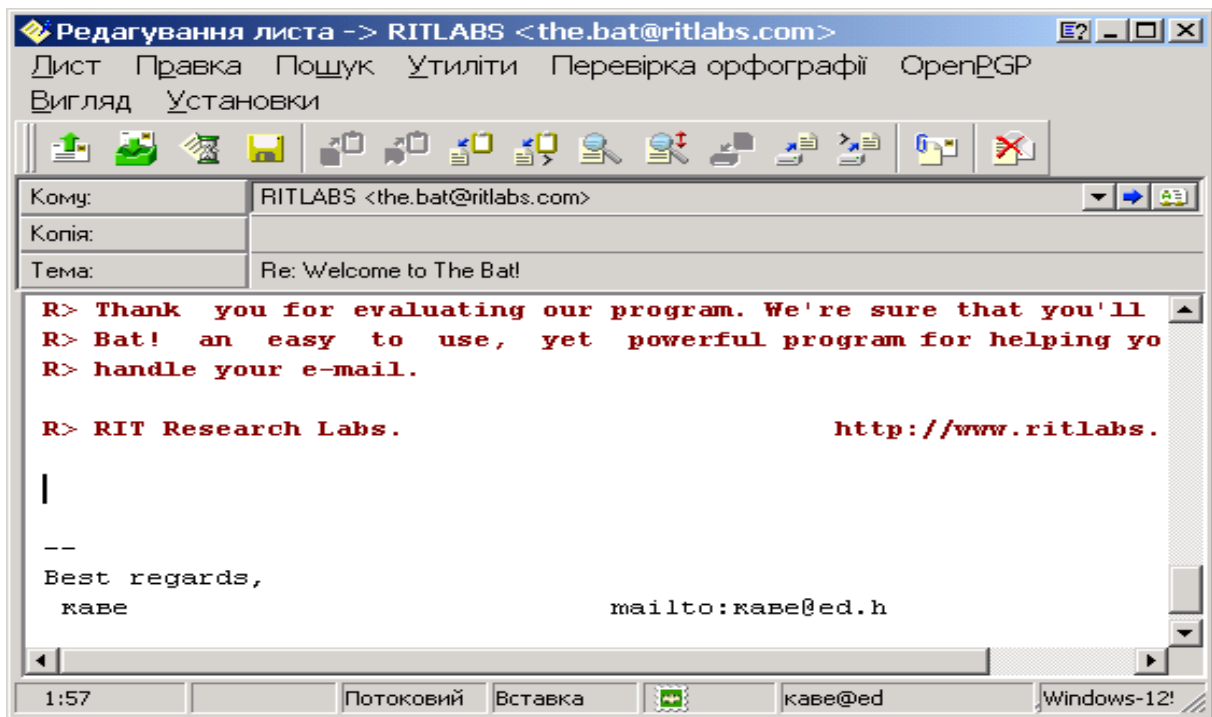 Редагування листа -> RITLABS <the.bat@ritlabs.com>
Лист Правка Пошук Утиліти Перевірка орфографії OpenPGP
Вигляд Установки
Кому: RITLABS <the.bat@ritlabs.com>
Копія:
Тема: Re: Welcome to The Bat!
R> Thank you for evaluating our program. We're sure that you'll
R> Bat! an easy to use, yet powerful program for helping yo
R> handle your e-mail.
R> RIT Research Labs. http://www.ritlabs.
--
Best regards,
каве mailto:каве@ed.h
1:57 Потоковий Вставка каве@ed Windows-12